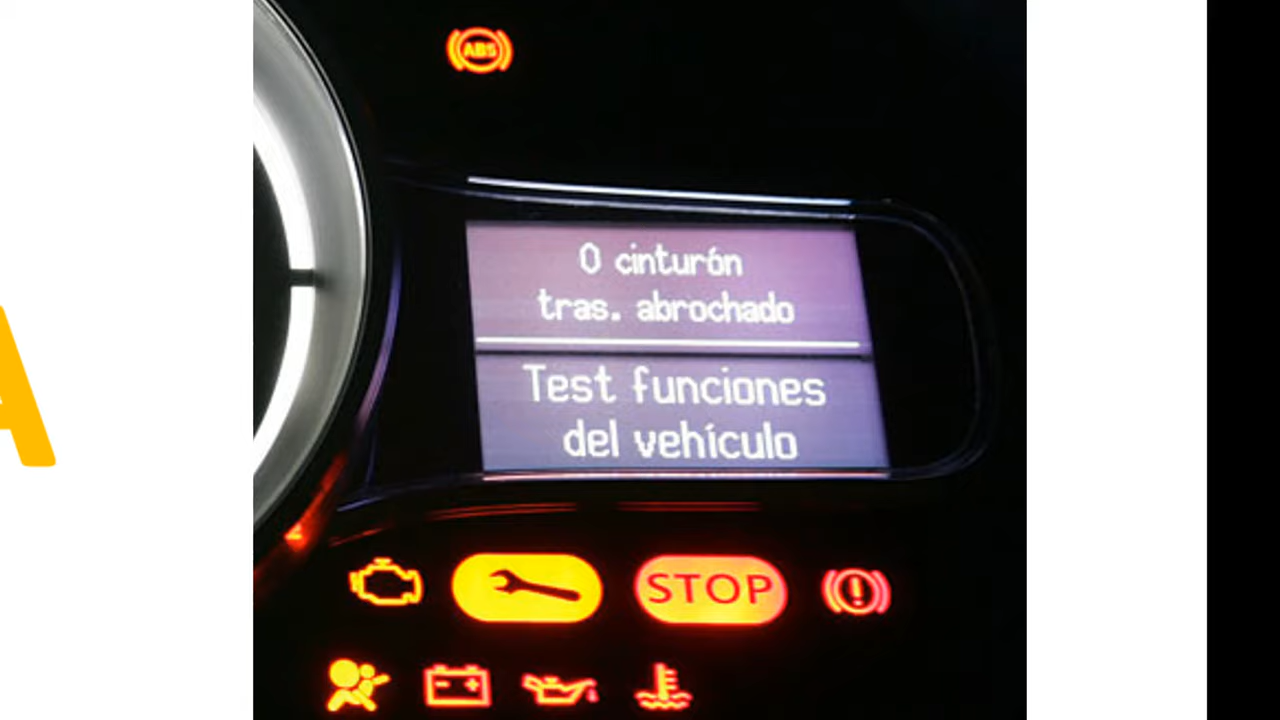 ABS
0 cinturón
tras. abrochado
Test funciones
del vehículo
STOP
A